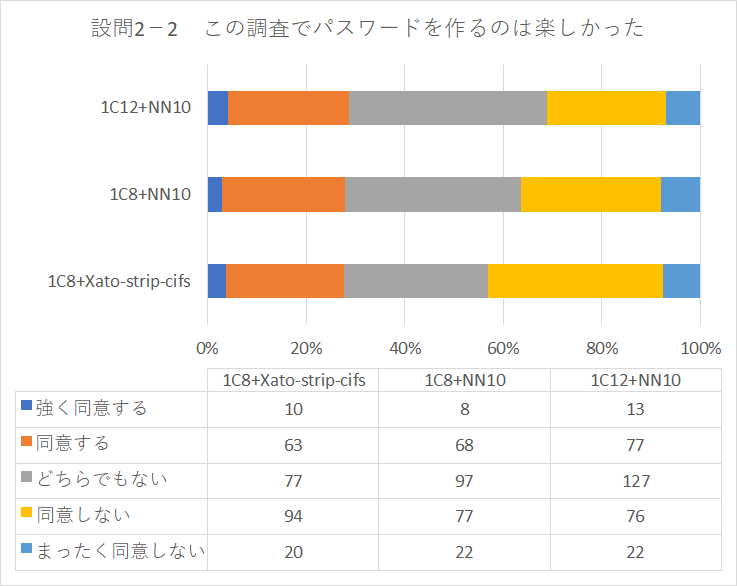 設問2－2　この調査でパスワードを作るのは楽しかった
1C12+NN10
1C8+NN10
1C8+Xato-strip-cifs
0% 20% 40% 60% 80% 100%
1C8+Xato-strip-cifs 1C8+NN10 1C12+NN10
強く同意する 10 8 13
同意する 63 68 77
どちらでもない 77 97 127
同意しない 94 77 76
まったく同意しない 20 22 22